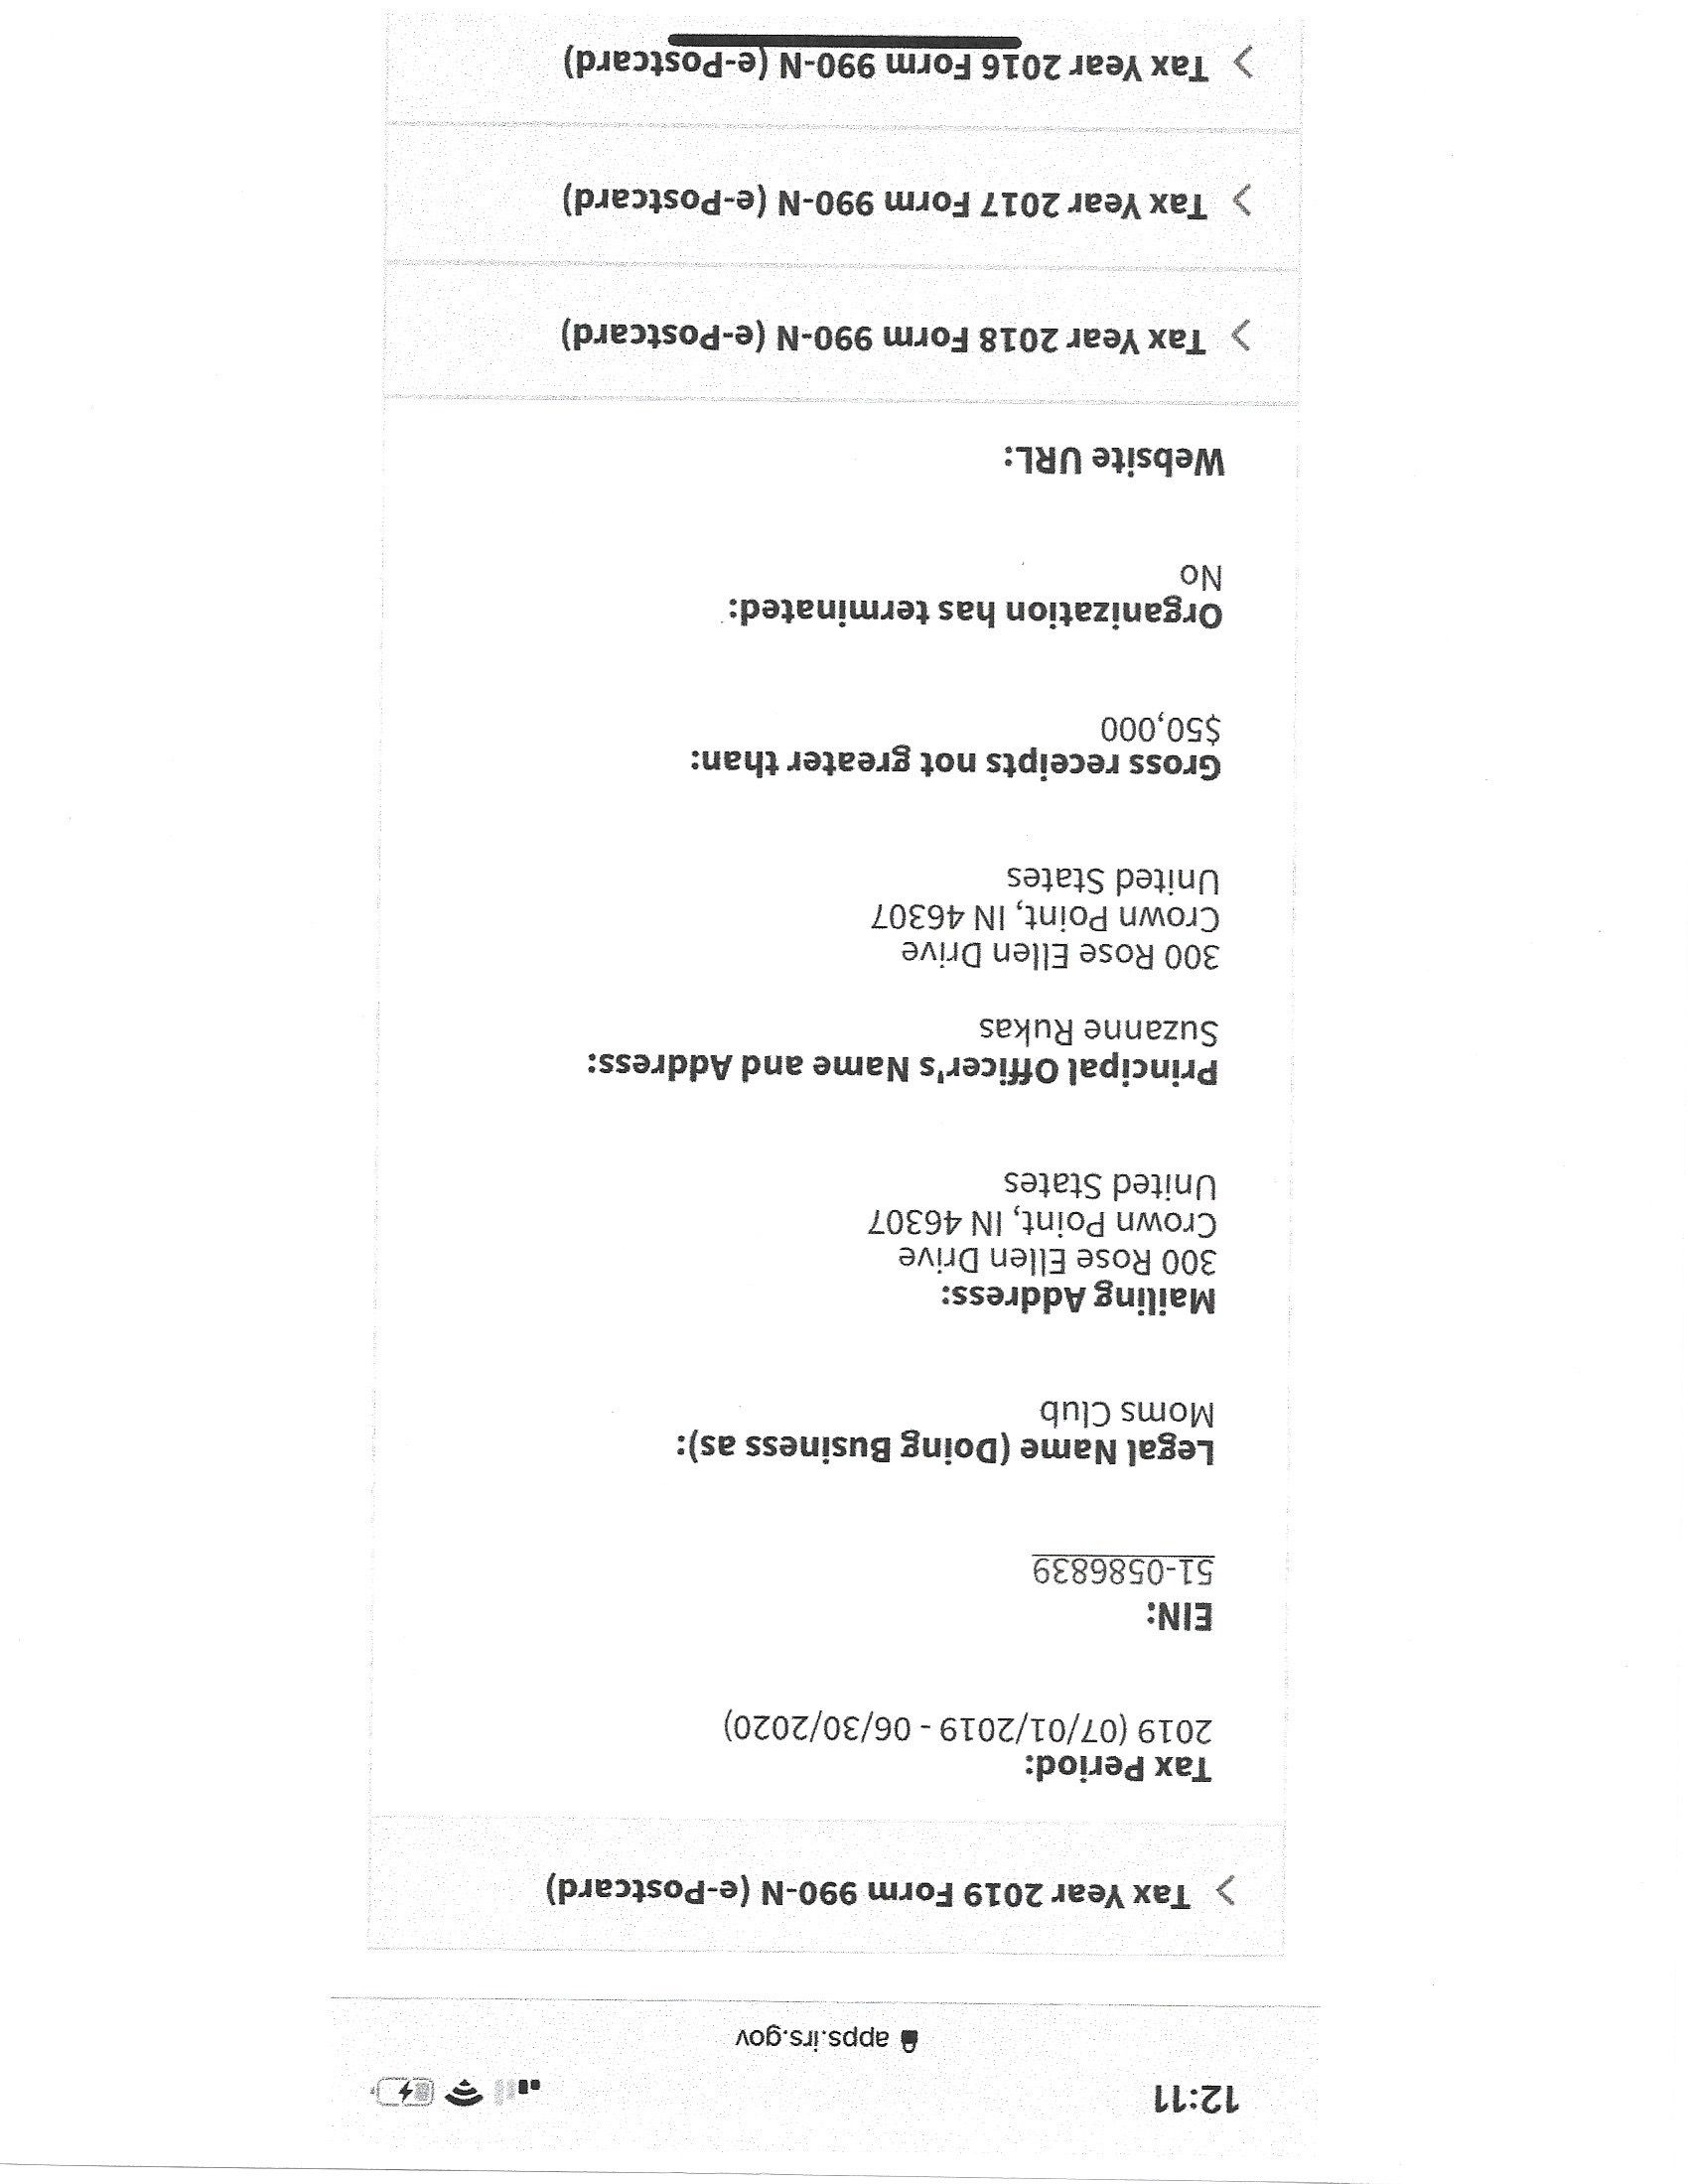 12:11
apps.irs.gov
Tax Year 2019 Form 990-N (e-Postcard)
Tax Period:
2019 (07/01/2019 - 06/30/2020)
EIN:
51-0586839
Legal Name (Doing Business as):
Moms Club
Mailing Address:
300 Rose Ellen Drive
Crown Point, IN 46307
United States
Principal Officer's Name and Address:
Suzanne Rukas
300 Rose Ellen Drive
Crown Point, IN 46307
United States
Gross receipts not greater than:
$50,000
Organization has terminated:
No
Website URL:
Tax Year 2018 Form 990-N (e-Postcard)
Tax Year 2017 Form 990-N (e-Postcard)
Tax Year 2016 Form 990-N (e-Postcard)